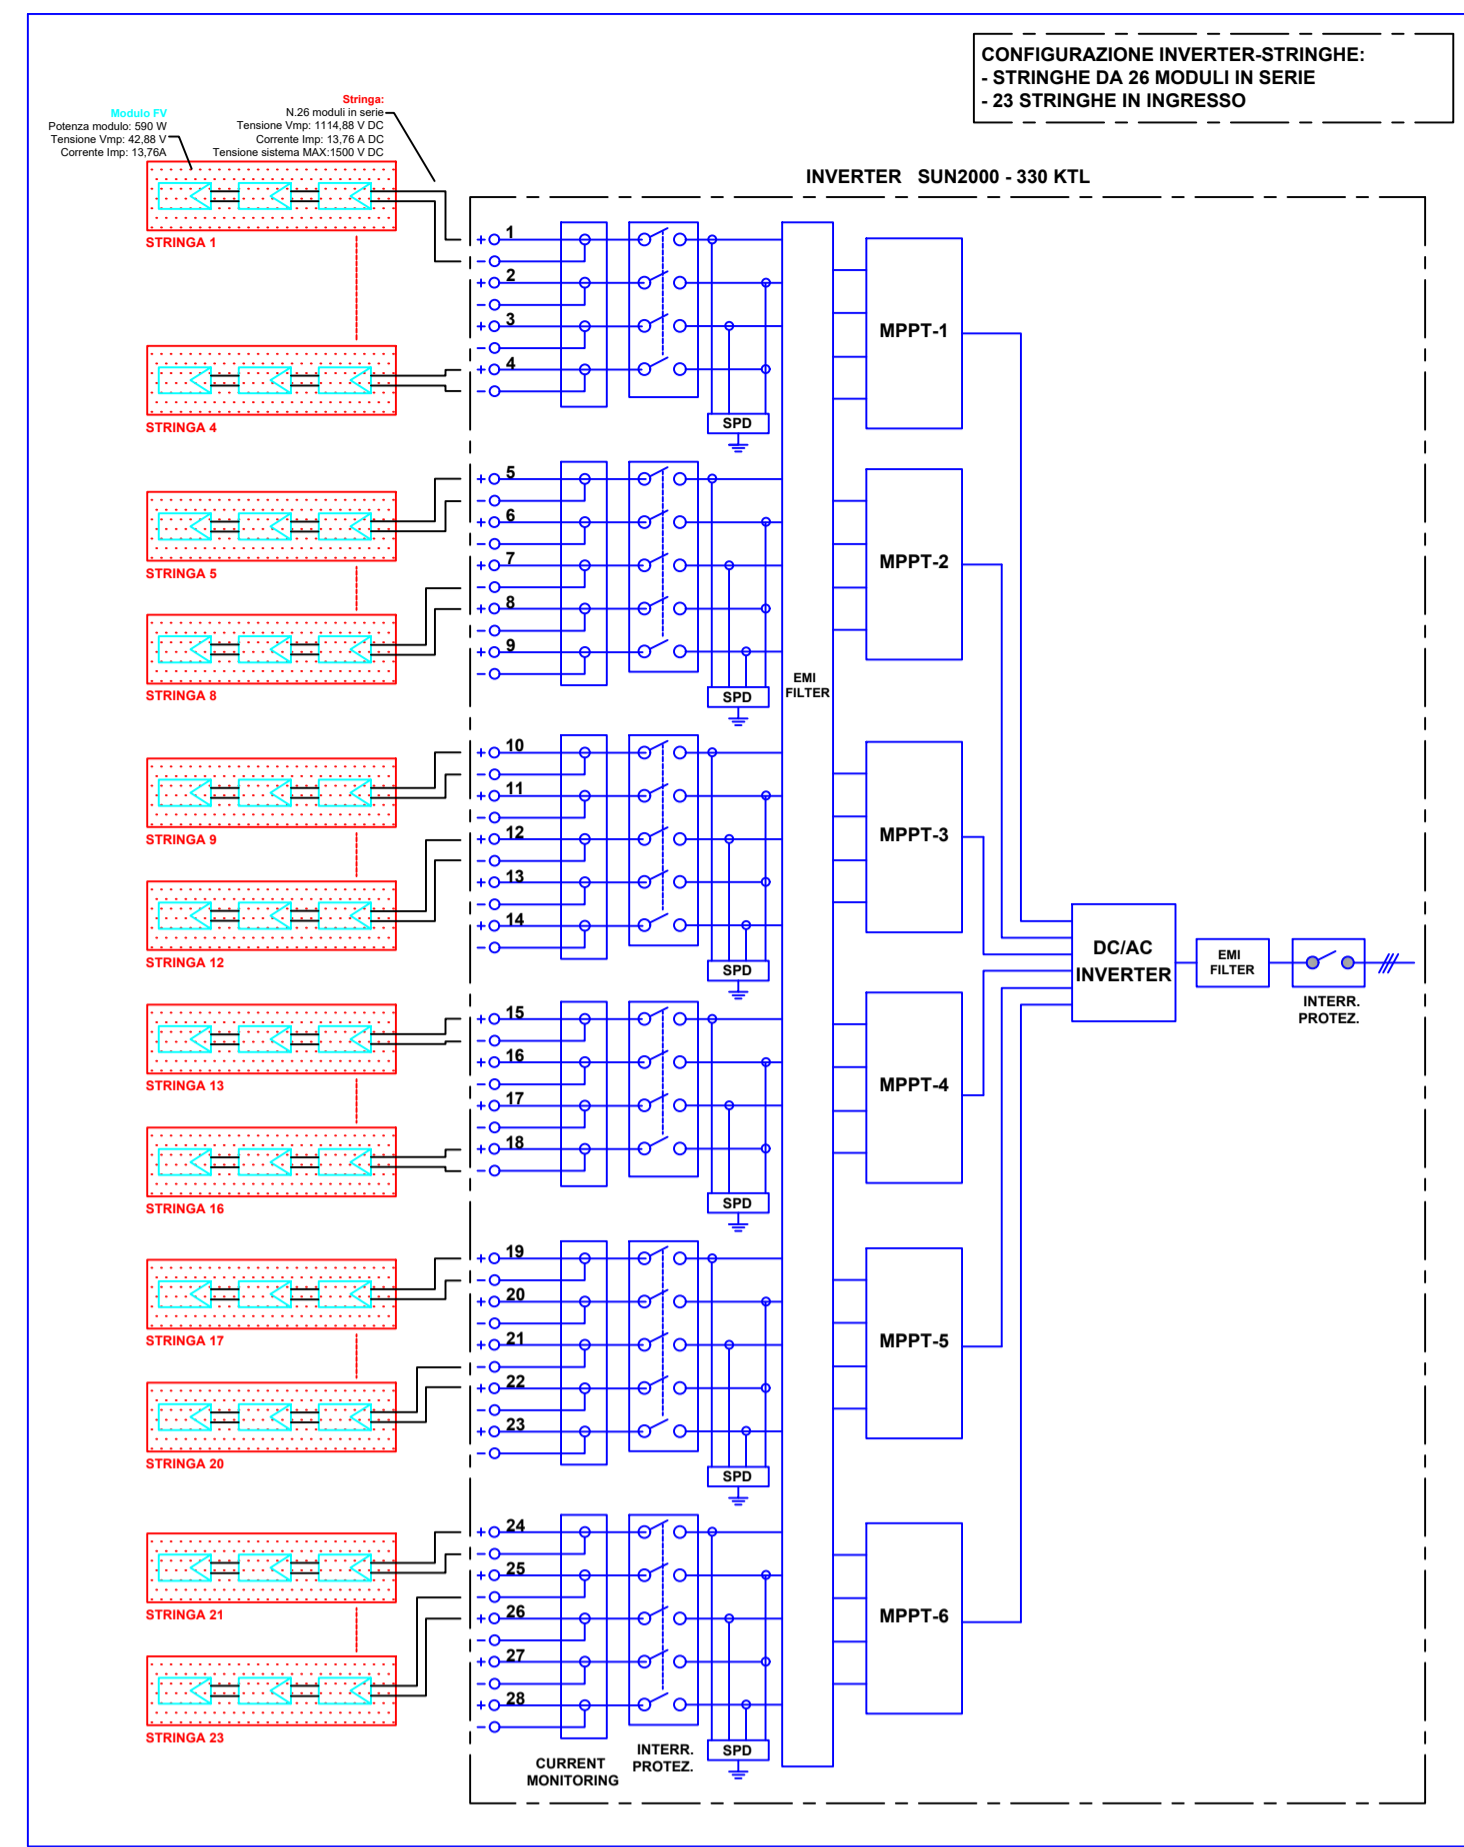 CONFIGURAZIONE INVERTER-STRINGHE:
- STRINGHE DA 26 MODULI IN SERIE
- 23 STRINGHE IN INGRESSO
Modulo FV
Potenza modulo: 590 W
Tensione Vmp: 42,88 V
Corrente Imp: 13,76A
Stringa:
N.26 moduli in serie
Tensione Vmp: 1114,88 V DC
Corrente Imp: 13,76 A DC
Tensione sistema MAX:1500 V DC
INVERTER SUN2000 - 330 KTL
STRINGA 1
STRINGA 4
STRINGA 5
STRINGA 8
STRINGA 9
STRINGA 12
STRINGA 13
STRINGA 16
STRINGA 17
STRINGA 20
STRINGA 21
STRINGA 23
+ 1
-
+ 2
-
+ 3
-
+ 4
-
SPD
+ 5
-
+ 6
-
+ 7
-
+ 8
-
+ 9
-
SPD
+ 10
-
+ 11
-
+ 12
-
+ 13
-
+ 14
-
SPD
+ 15
-
+ 16
-
+ 17
-
+ 18
-
SPD
+ 19
-
+ 20
-
+ 21
-
+ 22
-
+ 23
-
SPD
+ 24
-
+ 25
-
+ 26
-
+ 27
-
+ 28
-
SPD
CURRENT
MONITORING
INTERR.
PROTEZ.
EMI
FILTER
MPPT-1
MPPT-2
MPPT-3
MPPT-4
MPPT-5
MPPT-6
DC/AC
INVERTER
EMI
FILTER
INTERR.
PROTEZ.